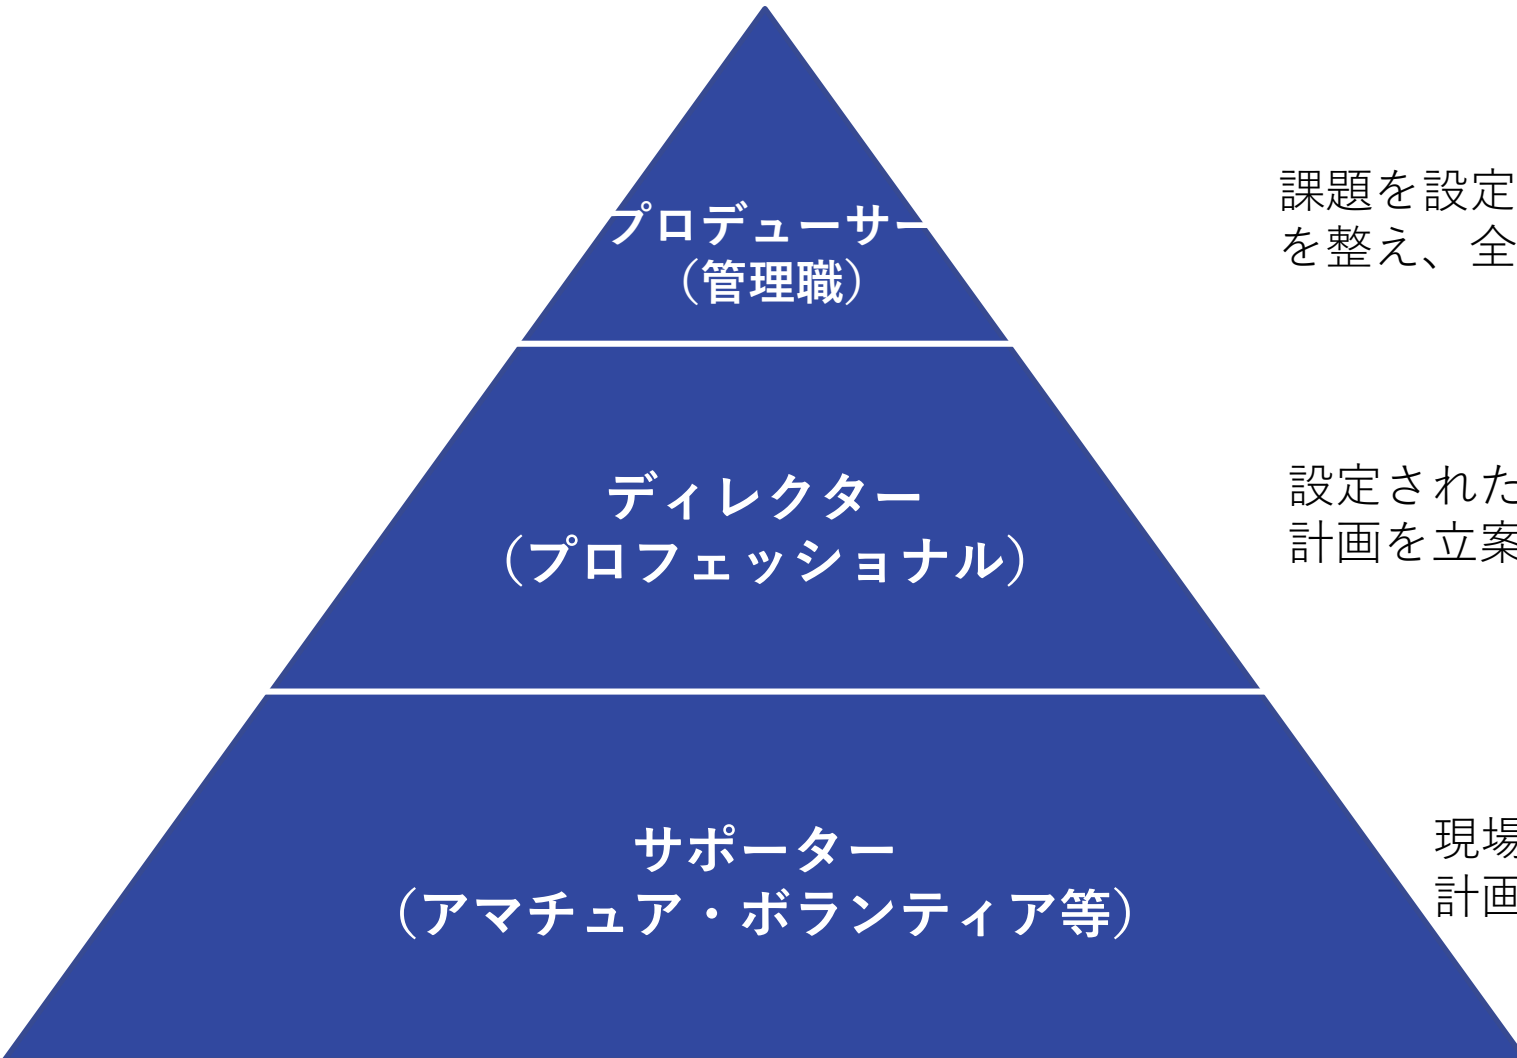 プロデューサー
（管理職）
課題を設定
を整え、全
ディレクター
（プロフェッショナル）
設定された
計画を立案
サポーター
（アマチュア・ボランティア等）
現場
計画